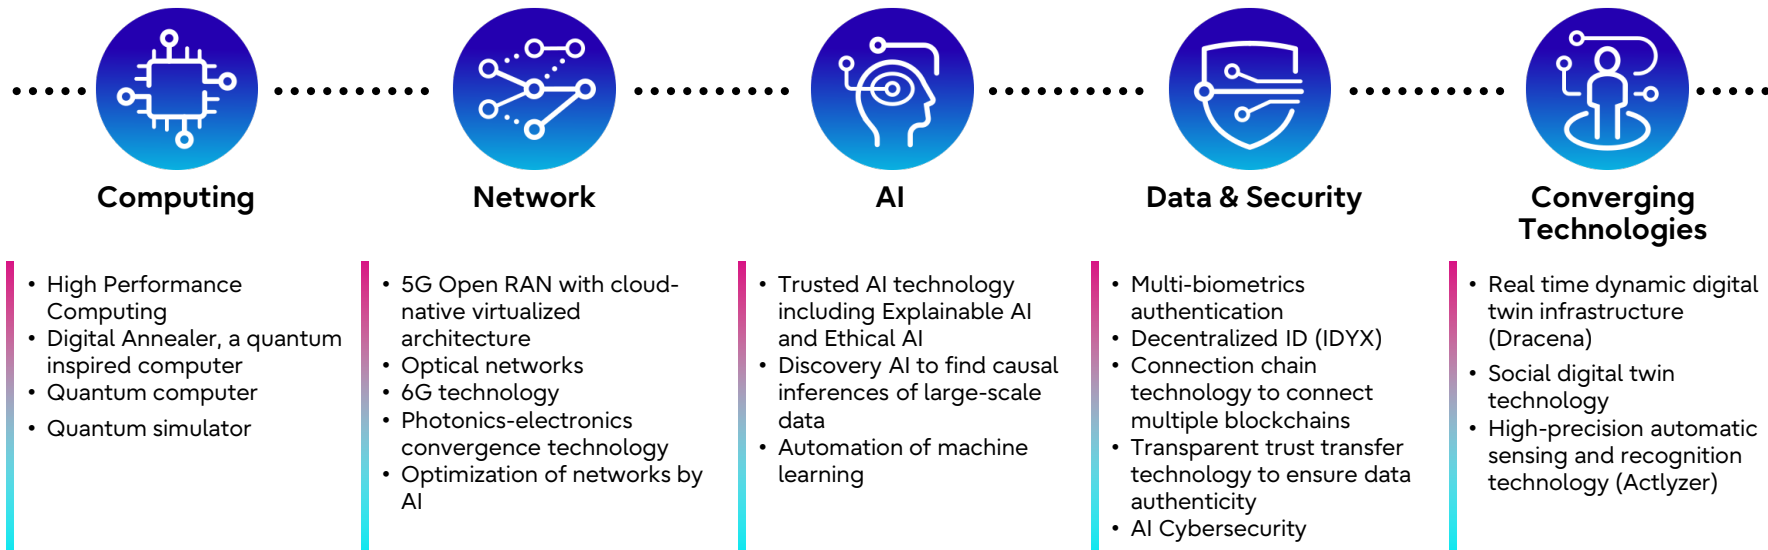 Computing
• High Performance
Computing
• Digital Annealer, a quantum
inspired computer
• Quantum computer
• Quantum simulator
Network
• 5G Open RAN with cloud-
native virtualized
architecture
• Optical networks
• 6G technology
• Photonics-electronics
convergence technology
• Optimization of networks by
AI
AI
• Trusted AI technology
including Explainable AI
and Ethical AI
• Discovery AI to find causal
inferences of large-scale
data
• Automation of machine
learning
Data & Security
• Multi-biometrics
authentication
• Decentralized ID (IDYX)
• Connection chain
technology to connect
multiple blockchains
• Transparent trust transfer
technology to ensure data
authenticity
• AI Cybersecurity
Converging
Technologies
• Real time dynamic digital
twin infrastructure
(Dracena)
• Social digital twin
technology
• High-precision automatic
sensing and recognition
technology (Actlyzer)